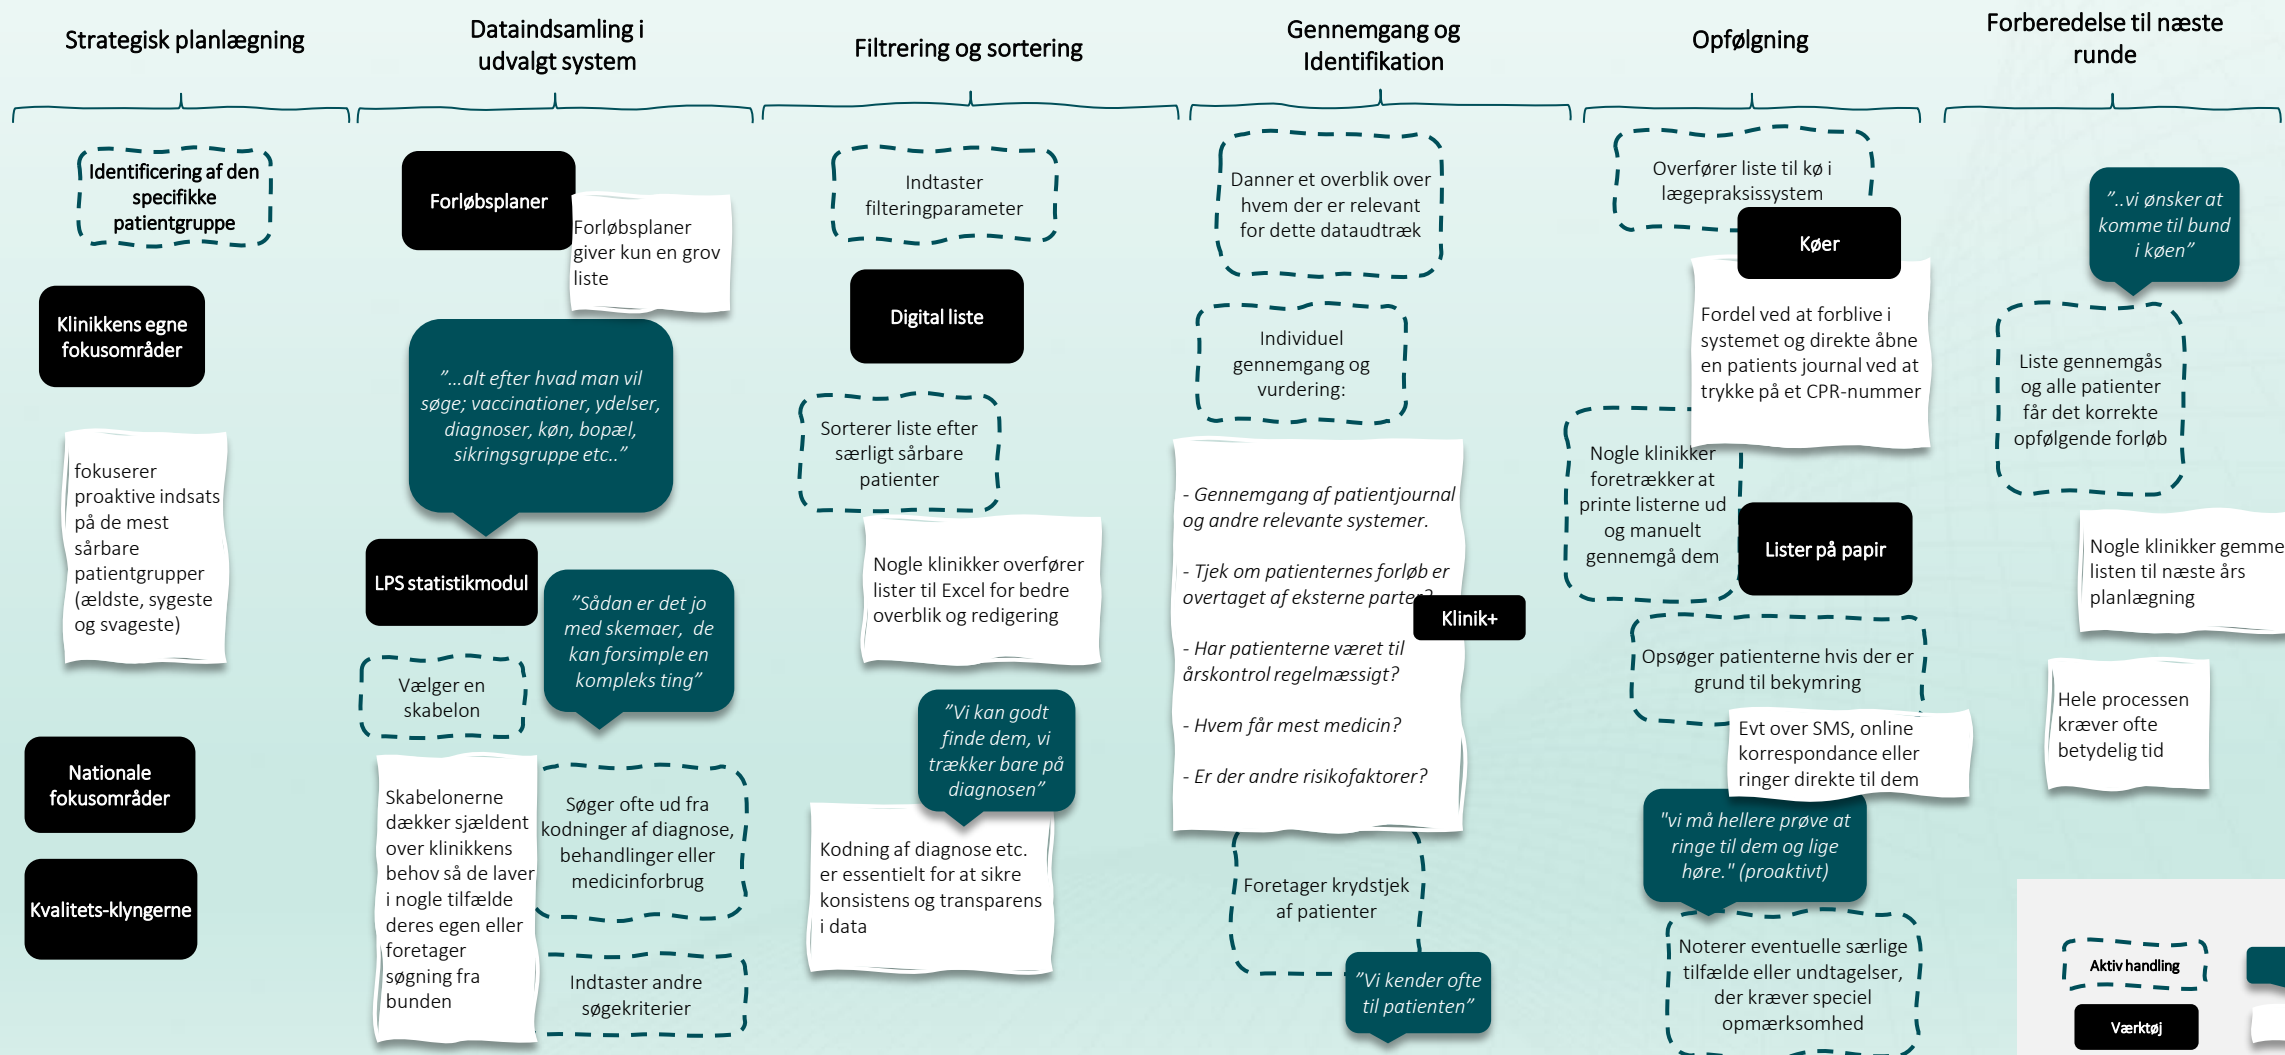 Strategisk planlægning
Dataindsamling i
udvalgt system
Filtrering og sortering
Gennemgang og
Identifikation
Opfølgning
Forberedelse til næste
runde
Identificering af den
specifikke
patientgruppe
Klinikkens egne
fokusområder
fokuserer
proaktive indsats
på de mest
sårbare
patientgrupper
(ældste, sygeste
og svageste)
Nationale
fokusområder
Kvalitets-klyngerne
Forløbsplaner
Forløbsplaner
giver kun en grov
liste
”...alt efter hvad man vil
søge; vaccinationer, ydelser,
diagnoser, køn, bopæl,
sikringsgruppe etc..”
LPS statistikmodul
”Sådan er det jo
med skemaer, de
kan forsimple en
kompleks ting”
Vælger en
skabelon
Skabelonerne
dækker sjældent
over klinikkens
behov så de laver
i nogle tilfælde
deres egen eller
foretager
søgning fra
bunden
Søger ofte ud fra
kodninger af diagnose,
behandlinger eller
medicinforbrug
Indtaster andre
søgekriterier
Indtaster
filteringparameter
Digital liste
Sorterer liste efter
særligt sårbare
patienter
Nogle klinikker overfører
lister til Excel for bedre
overblik og redigering
”Vi kan godt
finde dem, vi
trækker bare på
diagnosen”
Kodning af diagnose etc.
er essentielt for at sikre
konsistens og transparens
i data
Danner et overblik over
hvem der er relevant
for dette dataudtræk
Individuel
gennemgang og
vurdering:
- Gennemgang af patientjournal
og andre relevante systemer.
- Tjek om patienternes forløb er
overtaget af eksterne parter?
- Har patienterne været til
årskontrol regelmæssigt?
- Hvem får mest medicin?
- Er der andre risikofaktorer?
Klinik+
Foretager krydstjek
af patienter
”Vi kender ofte
til patienten”
Overfører liste til kø i
lægepraksissystem
Køer
Fordel ved at forblive i
systemet og direkte åbne
en patients journal ved at
trykke på et CPR-nummer
Nogle klinikker
foretrækker at
printe listerne ud
og manuelt
gennemgå dem
Lister på papir
Opsøger patienterne hvis der er
grund til bekymring
Evt over SMS, online
korrespondance eller
ringer direkte til dem
"vi må hellere prøve at
ringe til dem og lige
høre." (proaktivt)
Noterer eventuelle særlige
tilfælde eller undtagelser,
der kræver speciel
opmærksomhed
”..vi ønsker at
komme til bund
i køen”
Liste gennemgås
og alle patienter
får det korrekte
opfølgende forløb
Nogle klinikker gemme
listen til næste års
planlægning
Hele processen
kræver ofte
betydelig tid
Aktiv handling
Værktøj